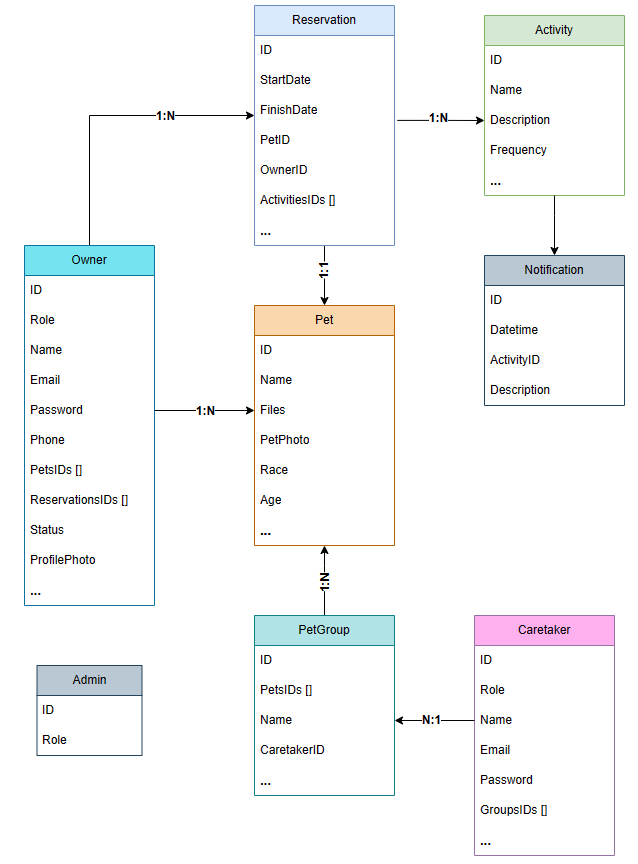 Reservation
ID
StartDate
FinishDate
PetID
OwnerID
ActivitiesIDs []
...
Activity
ID
Name
Description
Frequency
...
1:N
1:N
1:1
Owner
ID
Role
Name
Email
Password
Phone
PetsIDs []
ReservationsIDs []
Status
ProfilePhoto
...
1:N
Pet
ID
Name
Files
PetPhoto
Race
Age
...
Notification
ID
Datetime
ActivityID
Description
1:N
Admin
ID
Role
PetGroup
ID
PetsIDs []
Name
CaretakerID
...
N:1
Caretaker
ID
Role
Name
Email
Password
GroupsIDs []
...